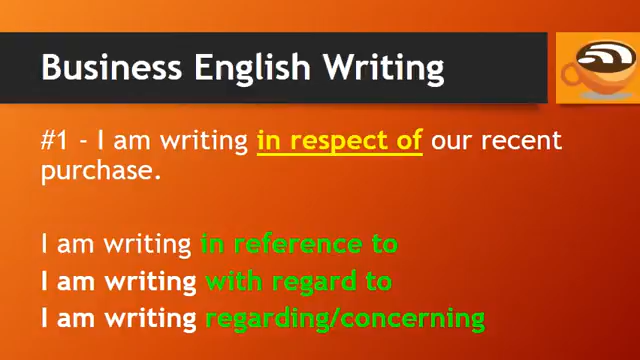 Business English Writing
#1 - I am writing in respect of our recent
purchase.
I am writing in reference to
I am writing with regard to
I am writing regarding/concerning